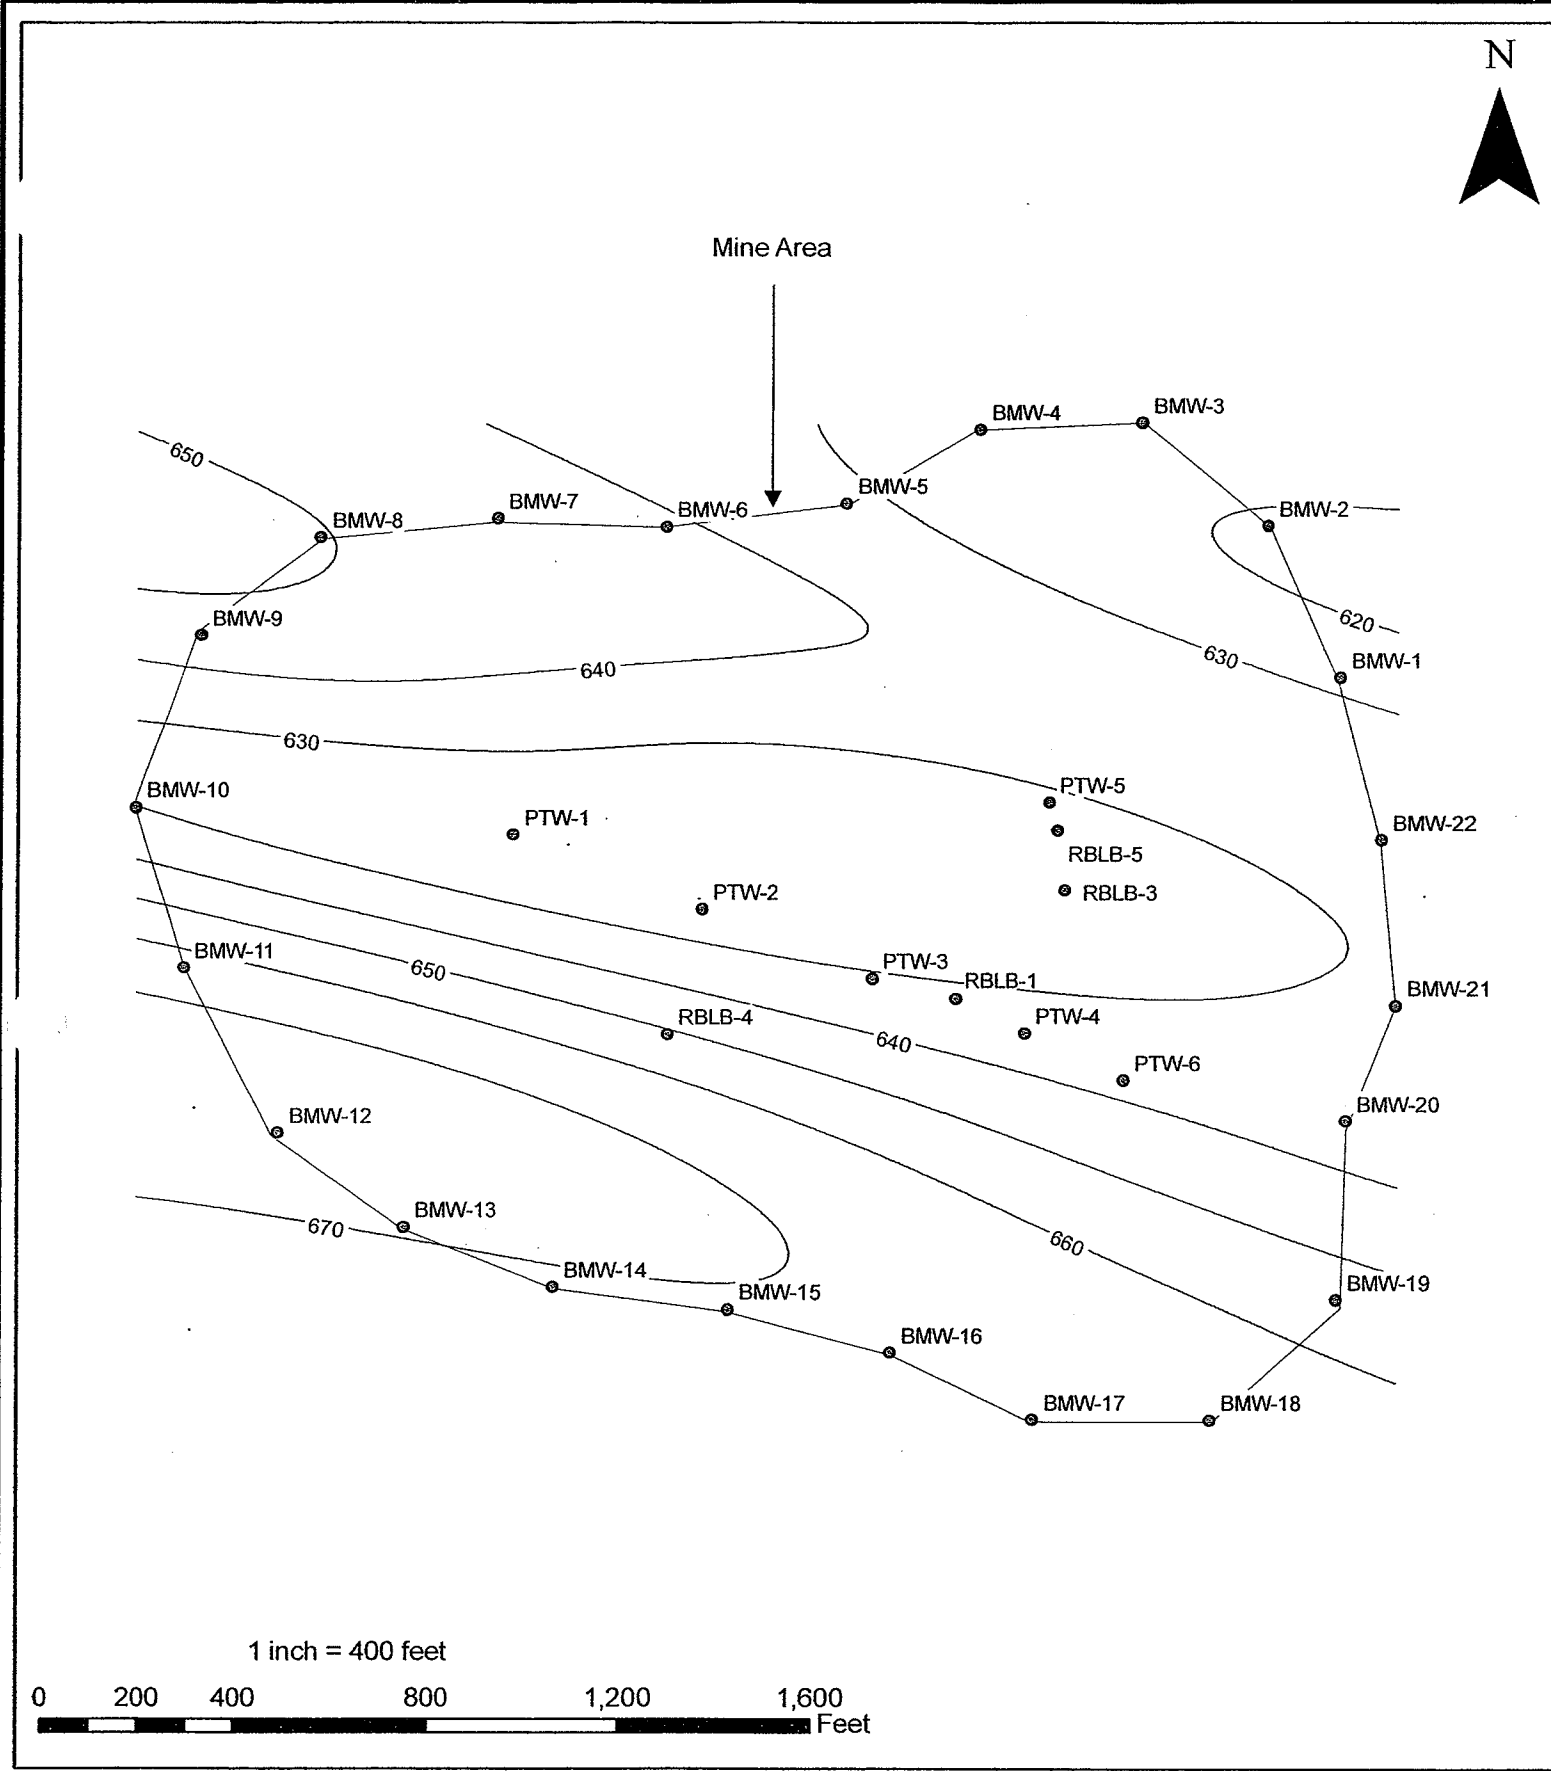 N
Mine Area
BMW-3
BMW-4
650
BMW-5
BMW-7
BMW-6
BMW-2
BMW-8
BMW-9
620
630
BMW-1
640
630
PTW-5
BMW-10
PTW-1
BMW-22
RBLB-5
PTW-2
RBLB-3
BMW-11
650
PTW-3
RBLB-1
BMW-21
RBLB-4
PTW-4
640
PTW-6
BMW-20
BMW-12
BMW-13
670
660
BMW-14
BMW-15
BMW-19
BMW-16
BMW-17
BMW-18
1 inch = 400 feet
0 200 400 800 1,200 1,600
Feet